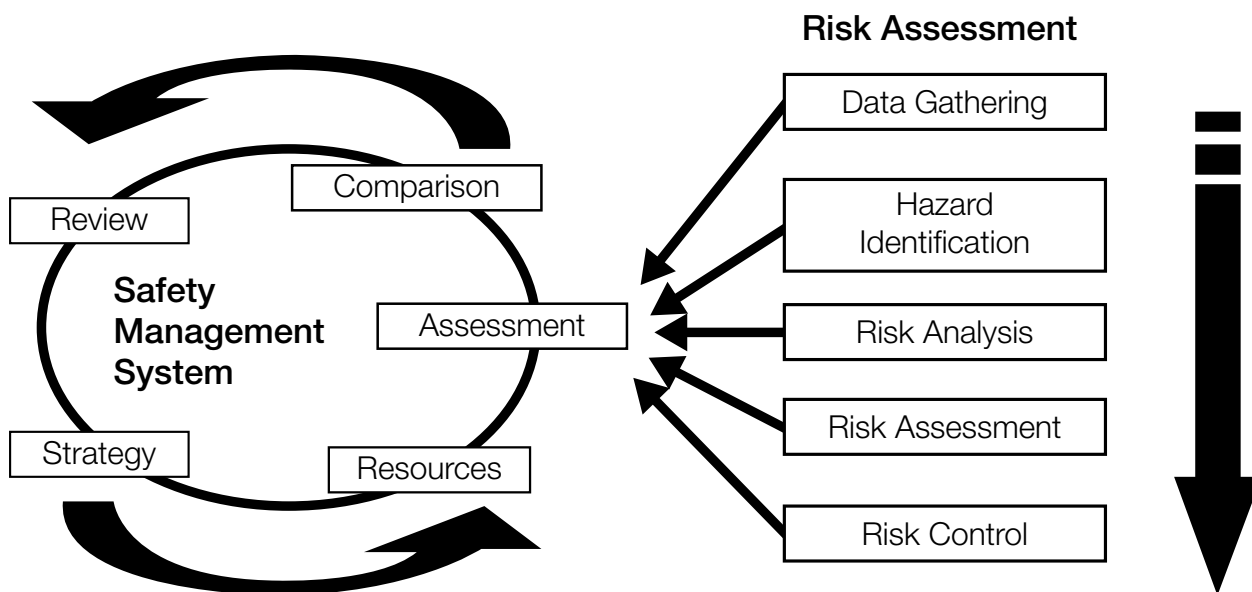 Risk Assessment
Data Gathering
Comparison
Hazard
Identification
Review
Safety
Management
System
Assessment
Risk Analysis
Risk Assessment
Strategy
Resources
Risk Control